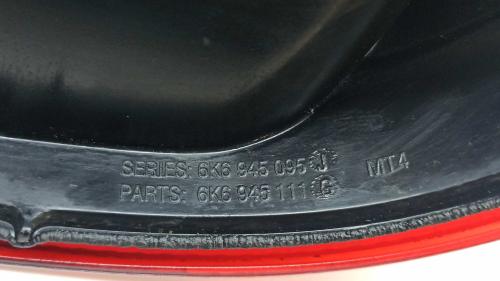 SERIES: 6K6 945 095 J MT4
PARTS: 6K6 945 111 G